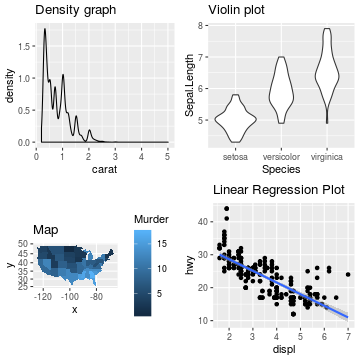 Density graph
1.5
1.0
0.5
0.0
density
0 1 2 3 4 5
carat
Violin plot
8
7
6
5
Sepal.Length
setosa versicolor virginica
Species
Map
50
45
40
35
30
25
y
-120 -100 -80
x
Murder
15
10
5
Linear Regression Plot
40
30
20
10
hwy
2 3 4 5 6 7
displ